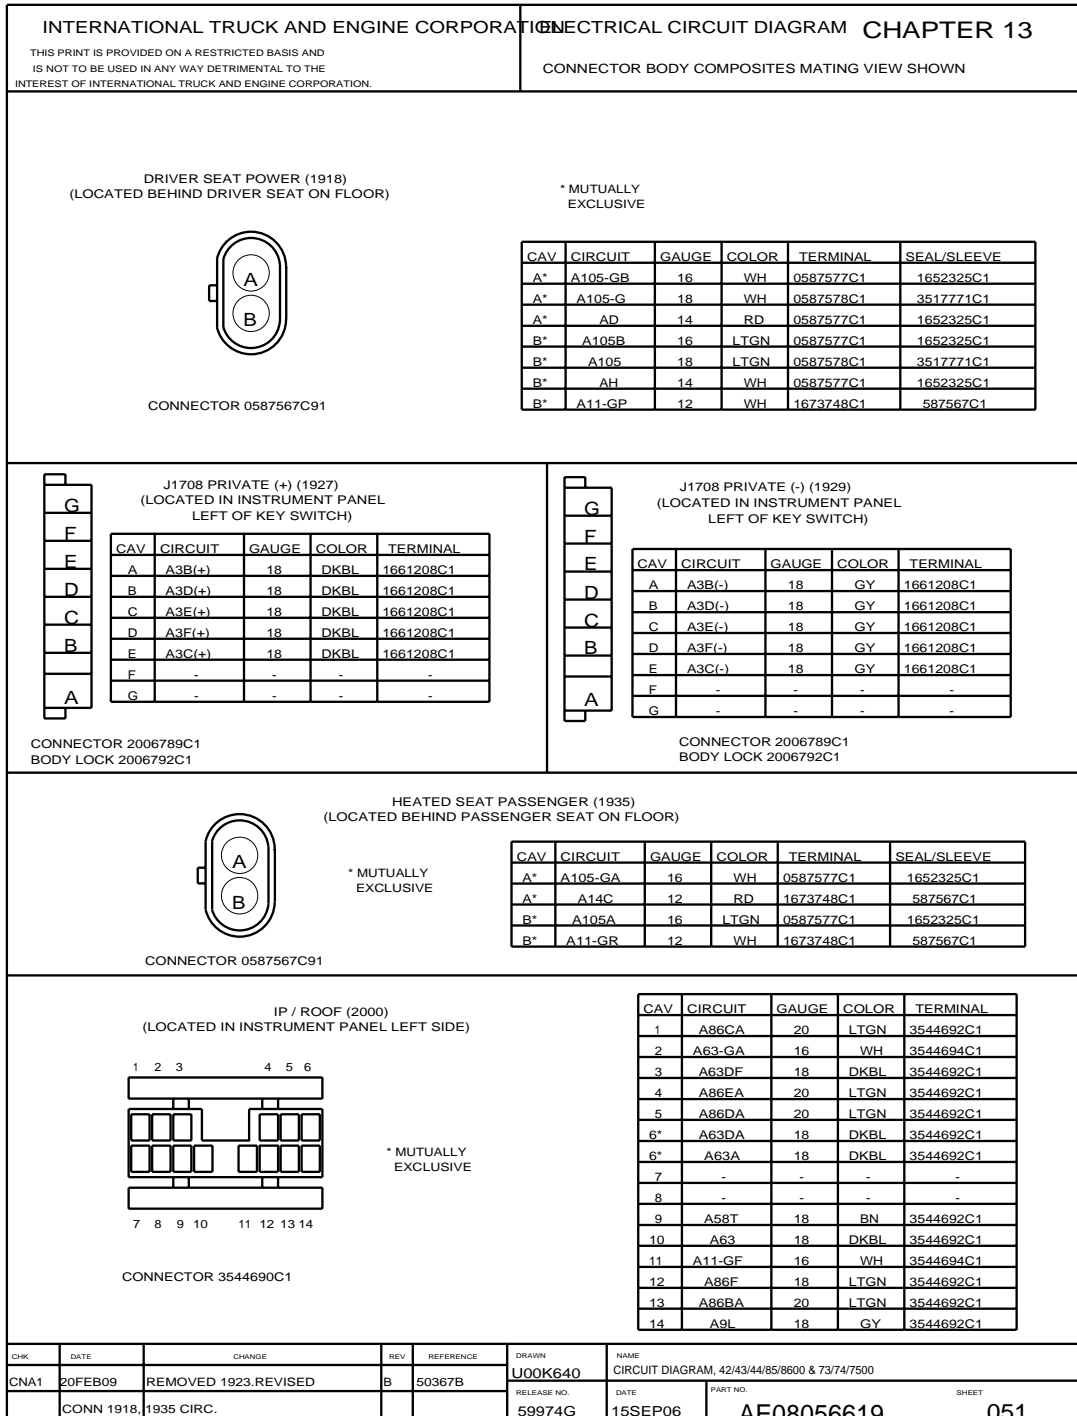 INTERNATIONAL TRUCK AND ENGINE CORPORATION
THIS PRINT IS PROVIDED ON A RESTRICTED BASIS AND
IS NOT TO BE USED IN ANY WAY DETRIMENTAL TO THE
INTEREST OF INTERNATIONAL TRUCK AND ENGINE CORPORATION.
ELECTRICAL CIRCUIT DIAGRAM CHAPTER 13
CONNECTOR BODY COMPOSITES MATING VIEW SHOWN
DRIVER SEAT POWER (1918)
(LOCATED BEHIND DRIVER SEAT ON FLOOR)
A
B
CONNECTOR 0587567C91
* MUTUALLY
EXCLUSIVE
CAV CIRCUIT GAUGE COLOR TERMINAL SEAL/SLEEVE
A* A105-GB 16 WH 0587577C1 1652325C1
A* A105-G 18 WH 0587578C1 3517771C1
A* AD 14 RD 0587577C1 1652325C1
B* A105B 16 LTGN 0587577C1 1652325C1
B* A105 18 LTGN 0587578C1 3517771C1
B* AH 14 WH 0587577C1 1652325C1
B* A11-GP 12 WH 1673748C1 587567C1
J1708 PRIVATE (+) (1927)
(LOCATED IN INSTRUMENT PANEL
LEFT OF KEY SWITCH)
G
F
E
D
C
B
A
CAV CIRCUIT GAUGE COLOR TERMINAL
A A3B(+) 18 DKBL 1661208C1
B A3D(+) 18 DKBL 1661208C1
C A3E(+) 18 DKBL 1661208C1
D A3F(+) 18 DKBL 1661208C1
E A3C(+) 18 DKBL 1661208C1
F - - - -
G - - - -
CONNECTOR 2006789C1
BODY LOCK 2006792C1
J1708 PRIVATE (-) (1929)
(LOCATED IN INSTRUMENT PANEL
LEFT OF KEY SWITCH)
G
F
E
D
C
B
A
CAV CIRCUIT GAUGE COLOR TERMINAL
A A3B(-) 18 GY 1661208C1
B A3D(-) 18 GY 1661208C1
C A3E(-) 18 GY 1661208C1
D A3F(-) 18 GY 1661208C1
E A3C(-) 18 GY 1661208C1
F - - - -
G - - - -
CONNECTOR 2006789C1
BODY LOCK 2006792C1
HEATED SEAT PASSENGER (1935)
(LOCATED BEHIND PASSENGER SEAT ON FLOOR)
A
B
CONNECTOR 0587567C91
* MUTUALLY
EXCLUSIVE
CAV CIRCUIT GAUGE COLOR TERMINAL SEAL/SLEEVE
A* A105-GA 16 WH 0587577C1 1652325C1
A* A14C 12 RD 1673748C1 587567C1
B* A105A 16 LTGN 0587577C1 1652325C1
B* A11-GR 12 WH 1673748C1 587567C1
IP / ROOF (2000)
(LOCATED IN INSTRUMENT PANEL LEFT SIDE)
1 2 3 4 5 6
7 8 9 10 11 12 13 14
CONNECTOR 3544690C1
* MUTUALLY
EXCLUSIVE
CAV CIRCUIT GAUGE COLOR TERMINAL
1 A86CA 20 LTGN 3544692C1
2 A63-GA 16 WH 3544694C1
3 A63DF 18 DKBL 3544692C1
4 A86EA 20 LTGN 3544692C1
5 A86DA 20 LTGN 3544692C1
6* A63DA 18 DKBL 3544692C1
6* A63A 18 DKBL 3544692C1
7 - - - -
8 - - - -
9 A58T 18 BN 3544692C1
10 A63 18 DKBL 3544692C1
11 A11-GF 16 WH 3544694C1
12 A86F 18 LTGN 3544692C1
13 A86BA 20 LTGN 3544692C1
14 A9L 18 GY 3544692C1
CHK DATE CHANGE REV REFERENCE
CNA1 20FEB09 REMOVED 1923.REVISED B 50367B
CONN 1918, 1935 CIRC.
DRAWN
U00K640
NAME
CIRCUIT DIAGRAM, 42/43/44/85/8600 & 73/74/7500
RELEASE NO.
59974G
DATE
15SEP06
PART NO.
AE08056619
SHEET
051